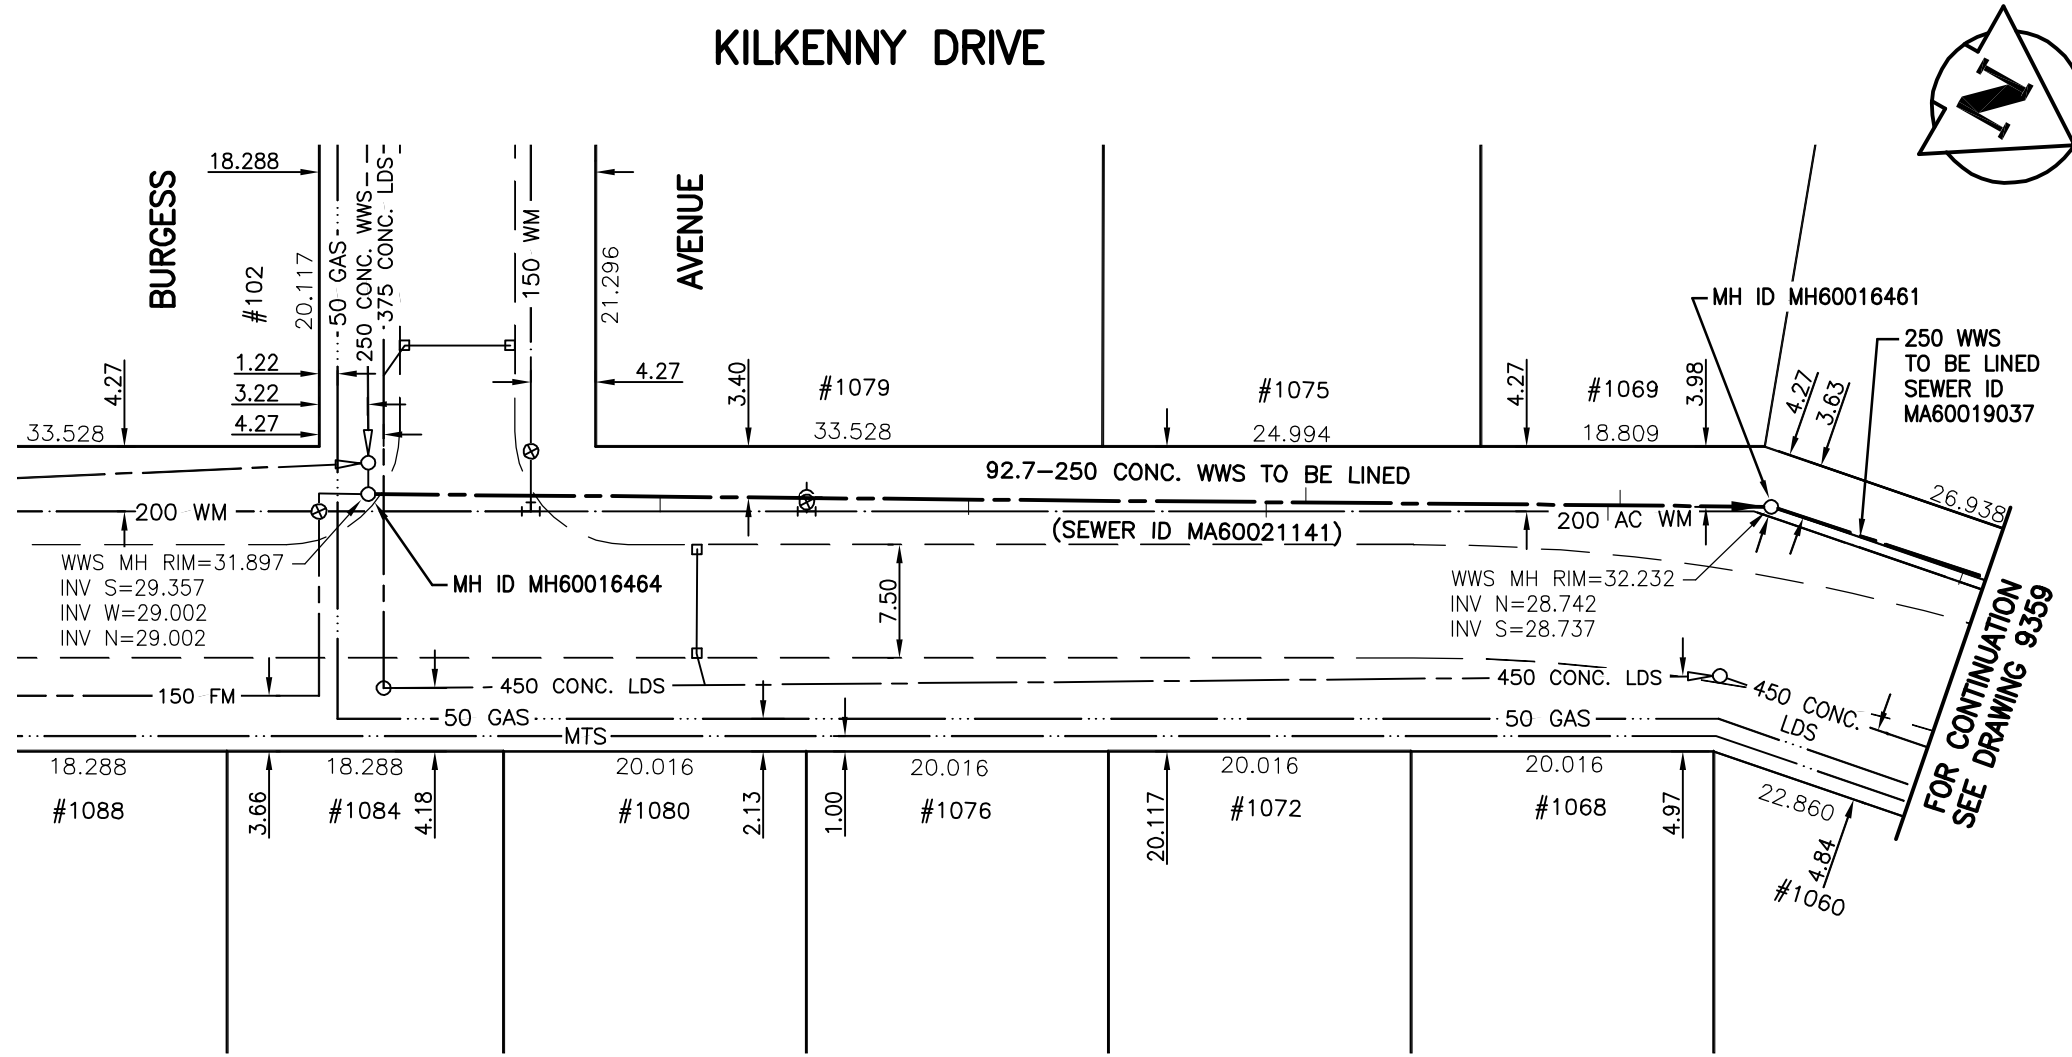 KILKENNY DRIVE
N
BURGESS
AVENUE
18.288
#102
20.117
50 GAS
250 CONC. WWS
375 CONC. LDS
150 WM
21.296
4.27
1.22
3.22
4.27
4.27
3.40
#1079
#1075
4.27
#1069
3.98
MH ID MH60016461
4.27
3.63
250 WWS
TO BE LINED
SEWER ID
MA60019037
33.528
33.528
24.994
18.809
26.938
92.7-250 CONC. WWS TO BE LINED
200 WM
(SEWER ID MA60021141)
200 AC WM
WWS MH RIM=31.897
INV S=29.357
INV W=29.002
INV N=29.002
MH ID MH60016464
7.50
WWS MH RIM=32.232
INV N=28.742
INV S=28.737
150 FM
450 CONC. LDS
450 CONC. LDS
450 CONC.
LDS
50 GAS
50 GAS
MTS
FOR CONTINUATION
SEE DRAWING 9359
18.288
18.288
20.016
20.016
20.016
20.016
22.860
#1088
3.66
#1084
4.18
#1080
2.13
1.00
#1076
20.117
#1072
#1068
4.97
4.84
#1060